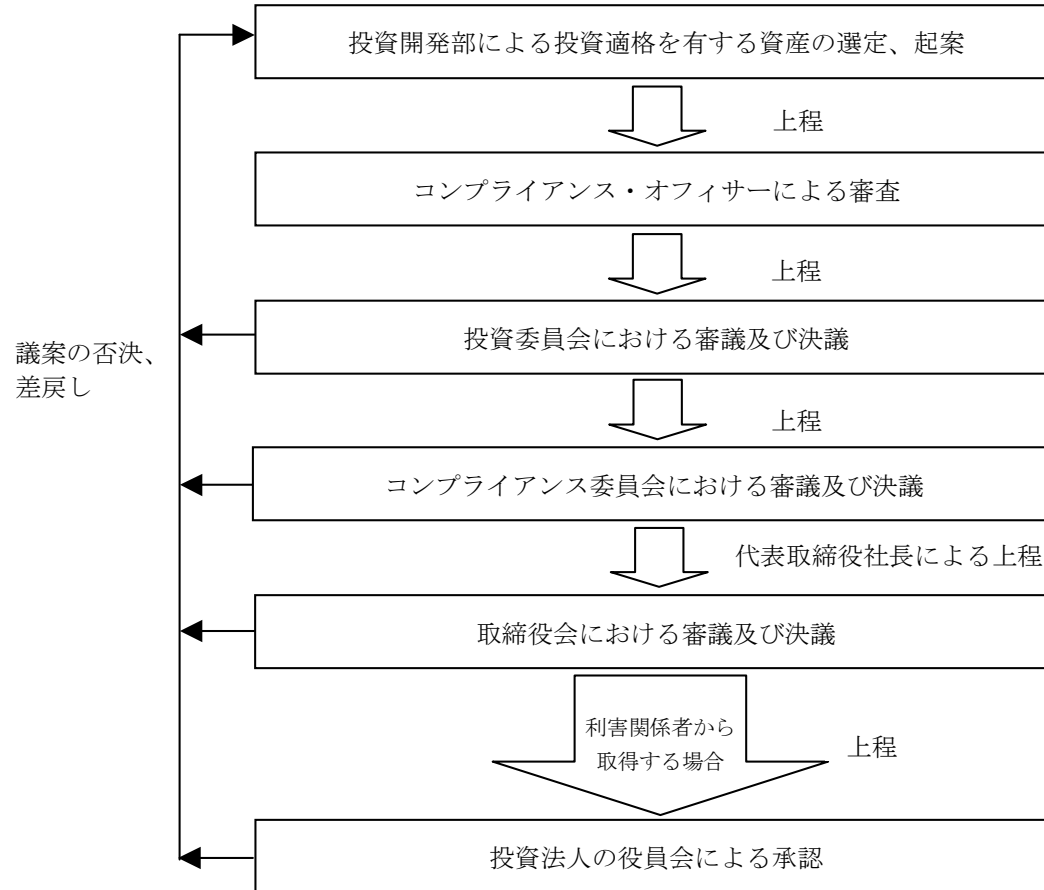 投資開発部による投資適格を有する資産の選定、起案
上程
コンプライアンス・オフィサーによる審査
上程
投資委員会における審議及び決議
議案の否決、
差戻し
上程
コンプライアンス委員会における審議及び決議
代表取締役社長による上程
取締役会における審議及び決議
利害関係者から
取得する場合
上程
投資法人の役員会による承認